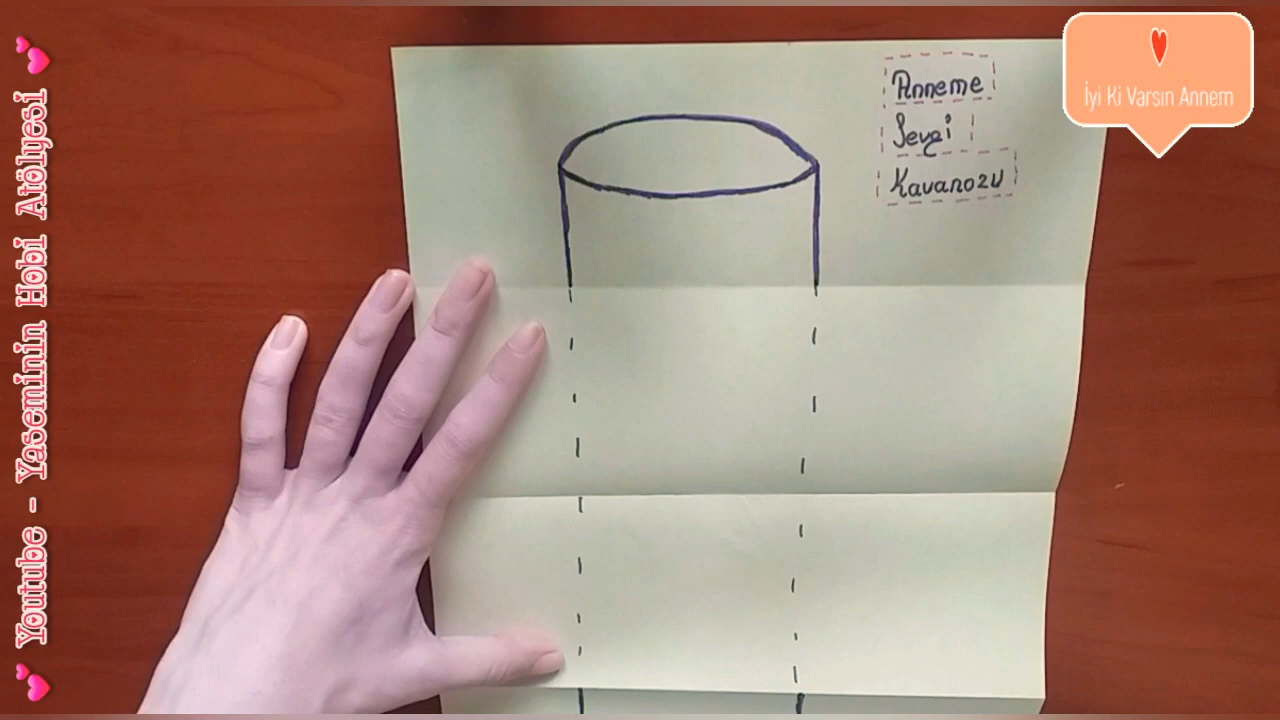 Youtube - Yaseminin Hobi Atölyesi
Anneme
Sevgi
Kavanozu
İyi Ki Varsın Annem